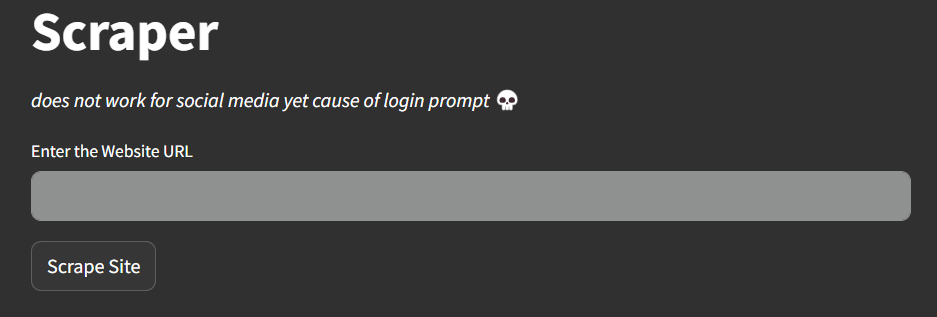 Scraper
does not work for social media yet cause of login prompt 💀
Enter the Website URL
Scrape Site